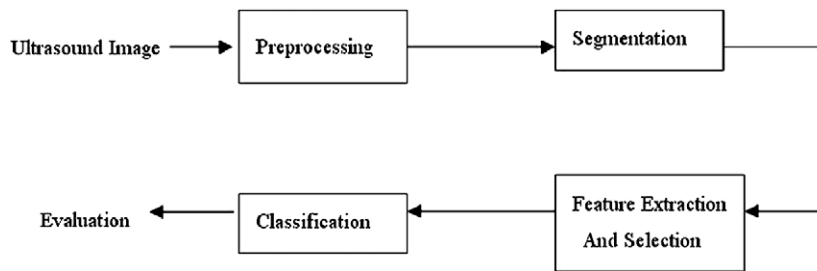 Ultrasound Image
Preprocessing
Segmentation
Feature Extraction
And Selection
Classification
Evaluation